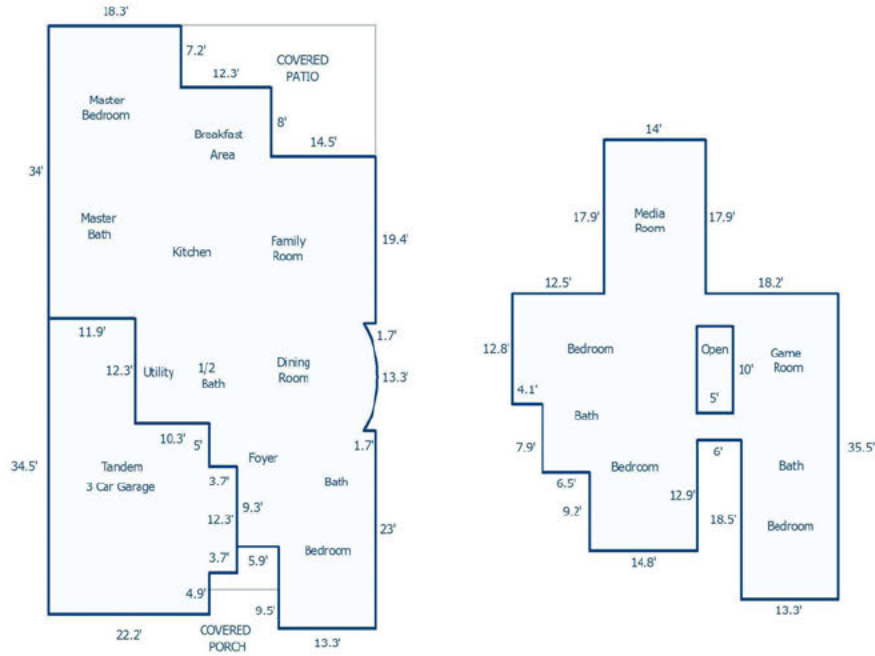 18.3'
7.2'
COVERED
PATIO
12.3'
Master
Bedroom
Breakfast
Area
8'
14.5'
34'
Master
Bath
Kitchen
Family
Room
19.4'
11.9'
1.7'
12.3'
Utility
1/2
Bath
Dining
Room
13.3'
10.3'
5'
1.7'
34.5'
Tandem
3 Car Garage
Foyer
3.7'
Bath
12.3'
9.3'
23'
3.7'
5.9'
Bedroom
4.9'
9.5'
22.2'
COVERED
PORCH
13.3'
14'
17.9'
Media
Room
17.9'
12.5'
18.2'
12.8'
Bedroom
Open
10'
Game
Room
4.1'
5'
Bath
7.9'
6'
35.5'
6.5'
Bedroom
12.9'
Bath
9.2'
18.5'
Bedroom
14.8'
13.3'